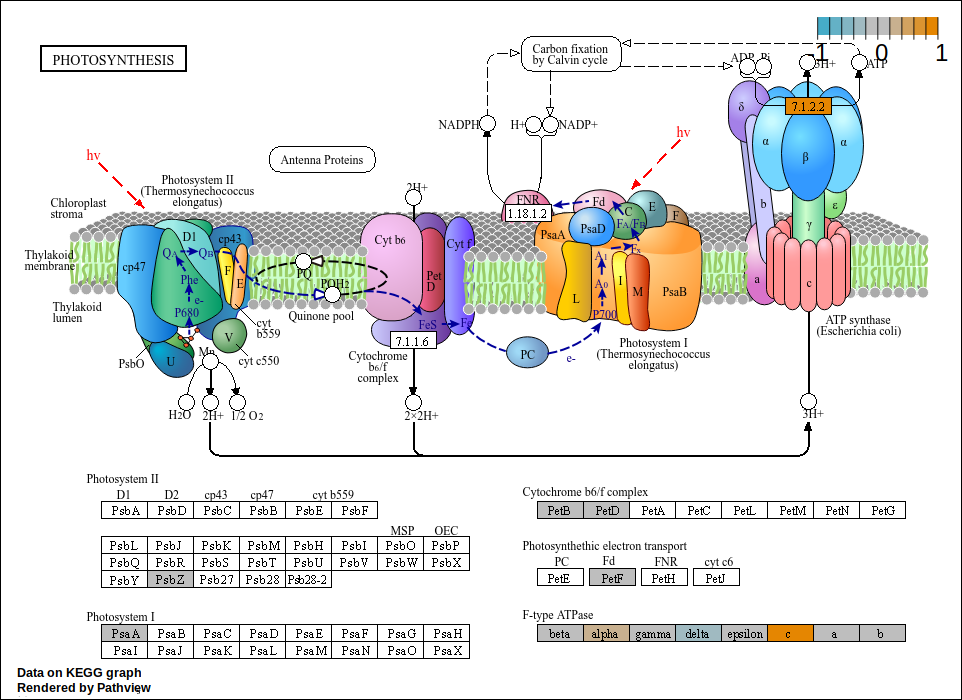 PHOTOSYNTHESIS
Carbon fixation
by Calvin cycle
1 0 1
ADP Pi 3H+ ATP
NADPH H+ NADP+
7.1.2.2
δ α β α
hv
Antenna Proteins
hv
Photosystem II
(Thermosynechococcus
elongatus)
Chloroplast
stroma
2H+
FNR
1.18.1.2
Fd C E F
FA/FB
b γ ε
D1 cp43
Cyt b6 Cyt f
PsaA PsaD
Thylakoid
membrane
cp47 QA QB F E
PQ
PQH2
Pet
D
Fx
A1
A0
Phe
e-
P680
L P700 I M PsaB
a c
Thylakoid
lumen
Quinone pool
cyt
b559
FeS
7.1.1.6
V
cyt c550
Mn
PsbO U
Cytochrome
b6/f
complex
PC e-
Photosystem I
(Thermosynechococcus
elongatus)
ATP synthase
(Escherichia coli)
H2O 2H+ 1/2 O2
2×2H+
3H+
Photosystem II
D1 D2 cp43 cp47 cyt b559
PsbA PsbD PsbC PsbB PsbE PsbF
MSP OEC
PsbL PsbJ PsbK PsbM PsbH PsbI PsbO PsbP
PsbQ PsbR PsbS PsbT PsbU PsbV PsbW PsbX
PsbY PsbZ Psb27 Psb28 Psb28-2
Photosystem I
PsaA PsaB PsaC PsaD PsaE PsaF PsaG PsaH
PsaI PsaJ PsaK PsaL PsaM PsaN PsaO PsaX
Cytochrome b6/f complex
PetB PetD PetA PetC PetL PetM PetN PetG
Photosynthethic electron transport
PC Fd FNR cyt c6
PetE PetF PetH PetJ
F-type ATPase
beta alpha gamma delta epsilon c a b
Data on KEGG graph
Rendered by Pathview